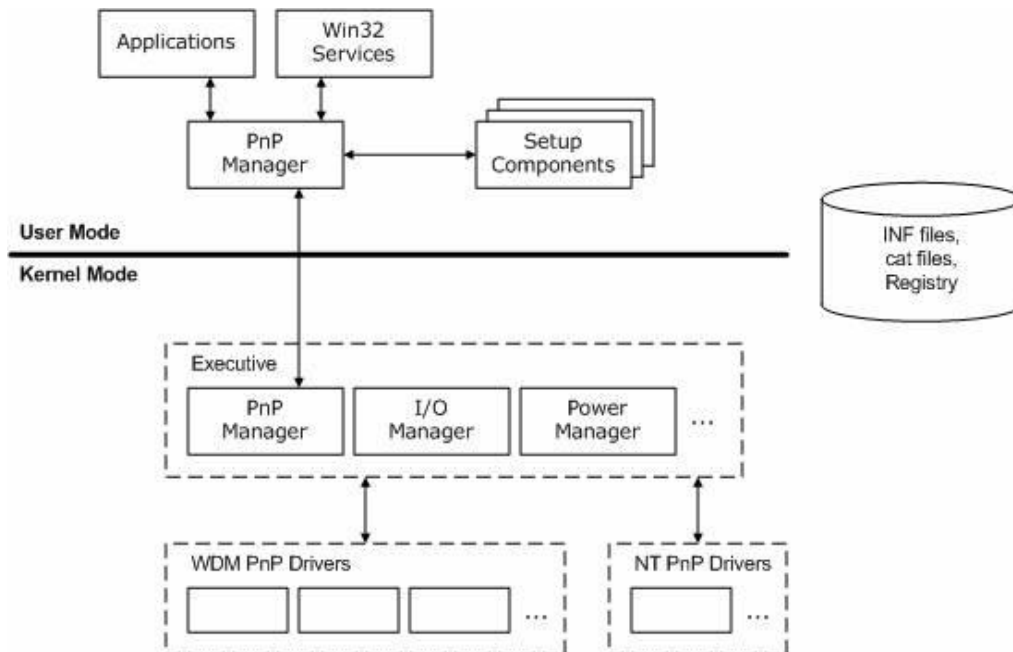 Applications
Win32
Services
PnP
Manager
Setup
Components
User Mode
Kernel Mode
INF files,
cat files,
Registry
Executive
PnP
Manager
I/O
Manager
Power
Manager
...
WDM PnP Drivers
...
NT PnP Drivers
...